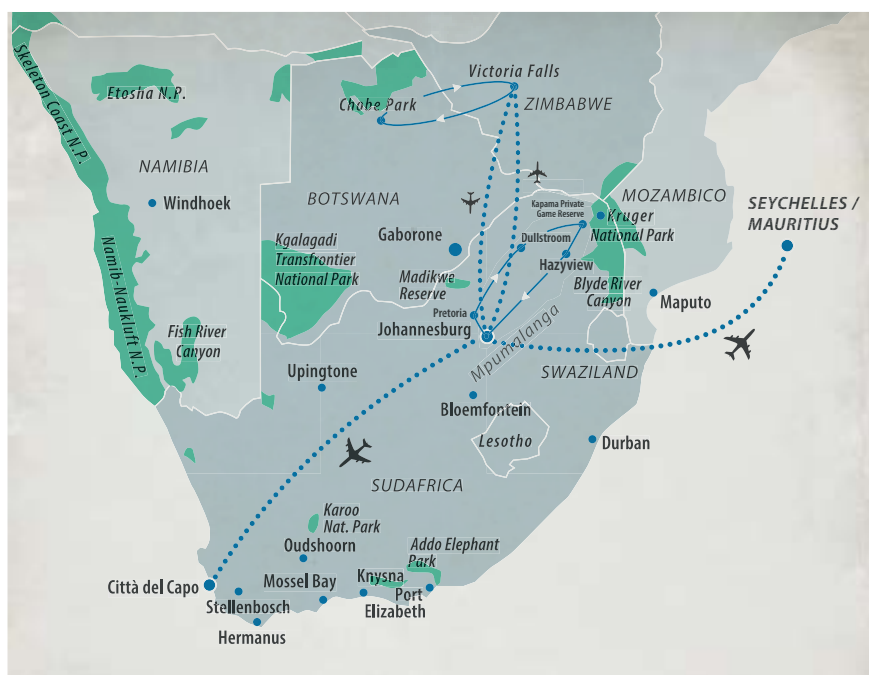 Skeleton Coast N.P.
Etosha N.P.
Victoria Falls
Chobe Park
ZIMBABWE
NAMIBIA
Windhoek
BOTSWANA
MOZAMBICO
SEYCHELLES /
MAURITIUS
Kapama Private
Game Reserve
Kruger
National Park
Gaborone
Dullstroom
Kgalagadi
Transfrontier
National Park
Hazyview
Madikwe
Reserve
Blyde River
Canyon
Maputo
Namib-Naukluft N.P.
Pretoria
Johannesburg
Mpumalanga
Fish River
Canyon
Upingtone
SWAZILAND
Bloemfontein
Lesotho
Durban
SUDAFRICA
Karoo
Nat. Park
Oudshoorn
Addo Elephant
Park
Città del Capo
Mossel Bay
Knysna
Port
Elizabeth
Stellenbosch
Hermanus